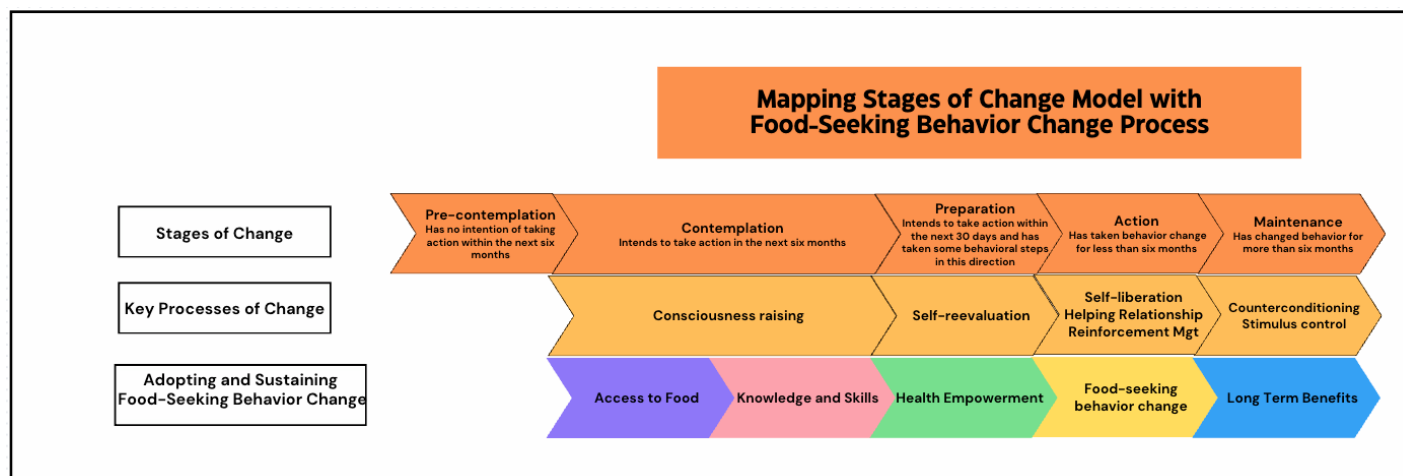 Mapping Stages of Change Model with
Food-Seeking Behavior Change Process
Stages of Change
Pre-contemplation
Has no intention of taking
action within the next six
months
Contemplation
Intends to take action in the next six months
Preparation
Intends to take action within
the next 30 days and has
taken some behavioral steps
in this direction
Action
Has taken behavior change
for less than six months
Maintenance
Has changed behavior for
more than six months
Key Processes of Change
Consciousness raising
Self-reevaluation
Self-liberation
Helping Relationship
Reinforcement Mgt
Counterconditioning
Stimulus control
Adopting and Sustaining
Food-Seeking Behavior Change
Access to Food
Knowledge and Skills
Health Empowerment
Food-seeking
behavior change
Long Term Benefits